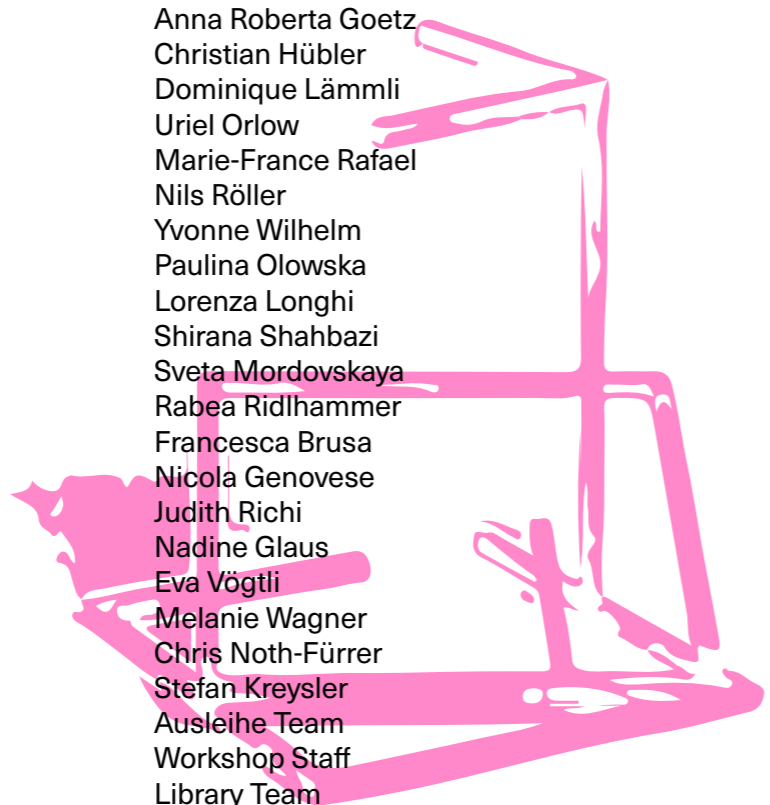 Anna Roberta Goetz
Christian Hübler
Dominique Lämmli
Uriel Orlow
Marie-France Rafael
Nils Röller
Yvonne Wilhelm
Paulina Olowska
Lorenza Longhi
Shirana Shahbazi
Sveta Mordovskaya
Rabea Ridlhammer
Francesca Brusa
Nicola Genovese
Judith Richi
Nadine Glaus
Eva Vögtli
Melanie Wagner
Chris Noth-Fürrer
Stefan Kreysler
Ausleihe Team
Workshop Staff
Library Team